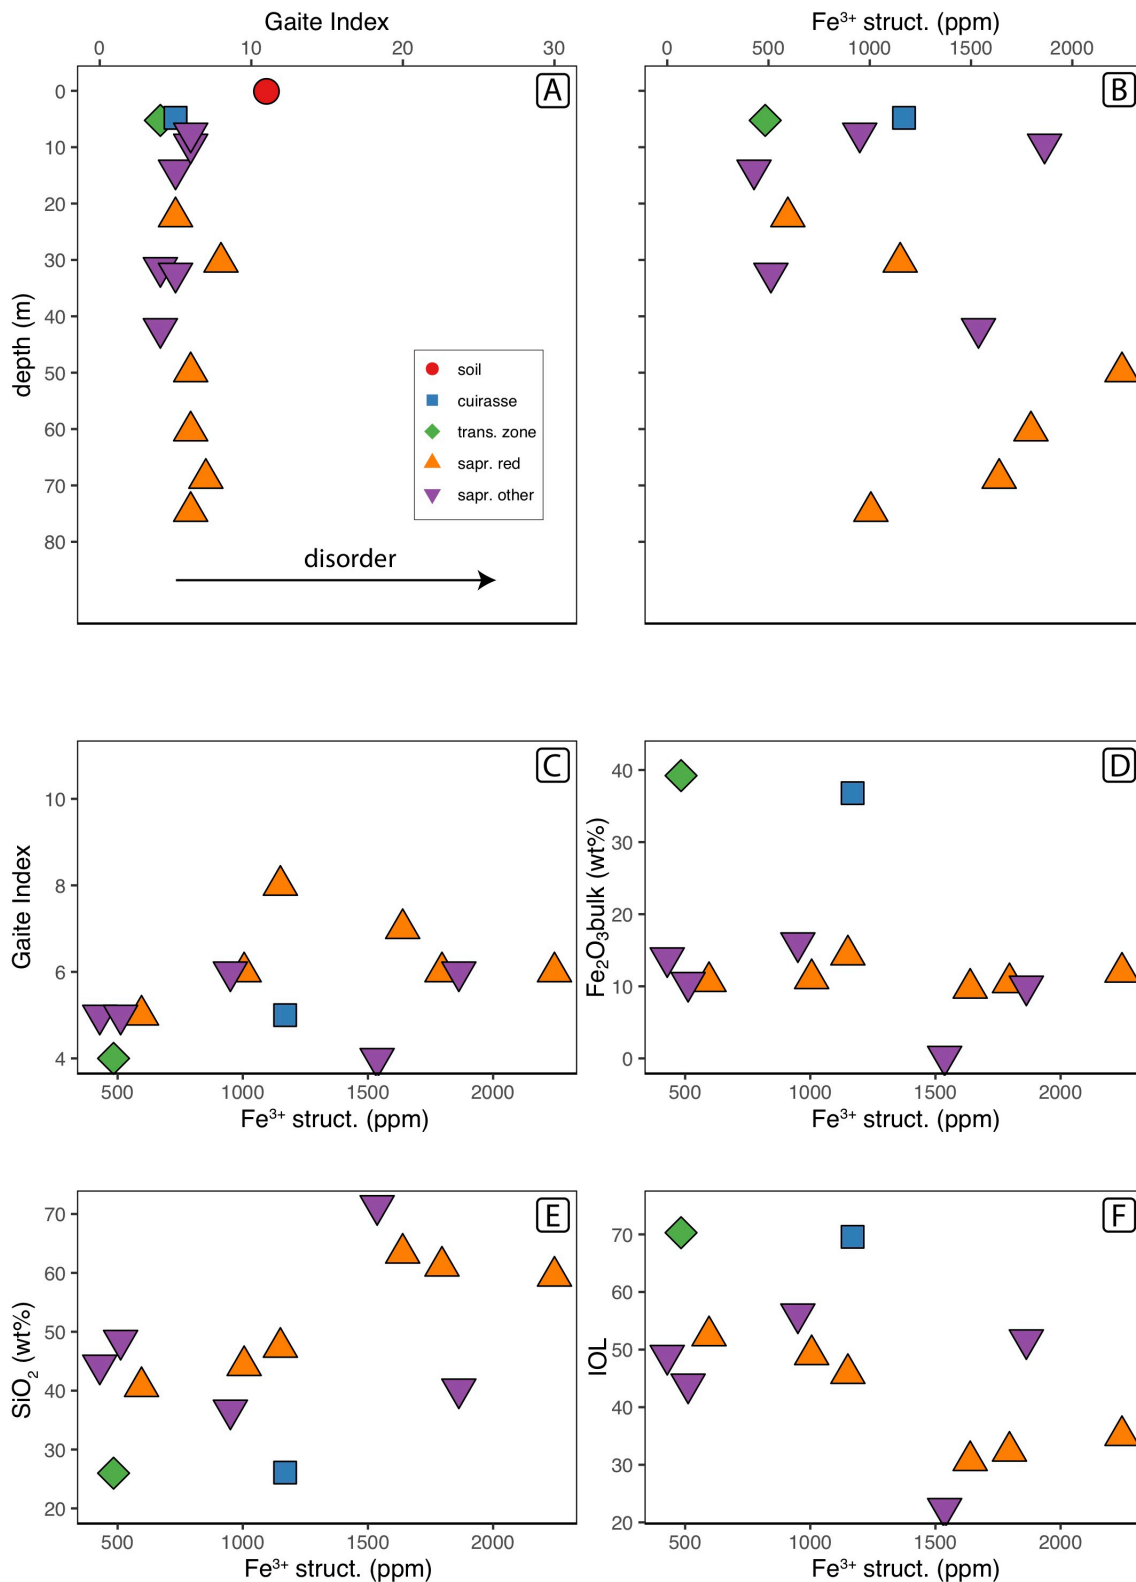 Gaite Index
0 10 20 30
A
0
10
20
30
40
50
60
70
80
depth (m)
soil
cuirasse
trans. zone
sapr. red
sapr. other
disorder
Fe³⁺ struct. (ppm)
0 500 1000 1500 2000
B
C
10
8
6
4
Gaite Index
500 1000 1500 2000
Fe³⁺ struct. (ppm)
D
40
30
20
10
0
Fe₂O₃bulk (wt%)
500 1000 1500 2000
Fe³⁺ struct. (ppm)
E
70
60
50
40
30
20
SiO₂ (wt%)
500 1000 1500 2000
Fe³⁺ struct. (ppm)
F
70
60
50
40
30
20
IOL
500 1000 1500 2000
Fe³⁺ struct. (ppm)